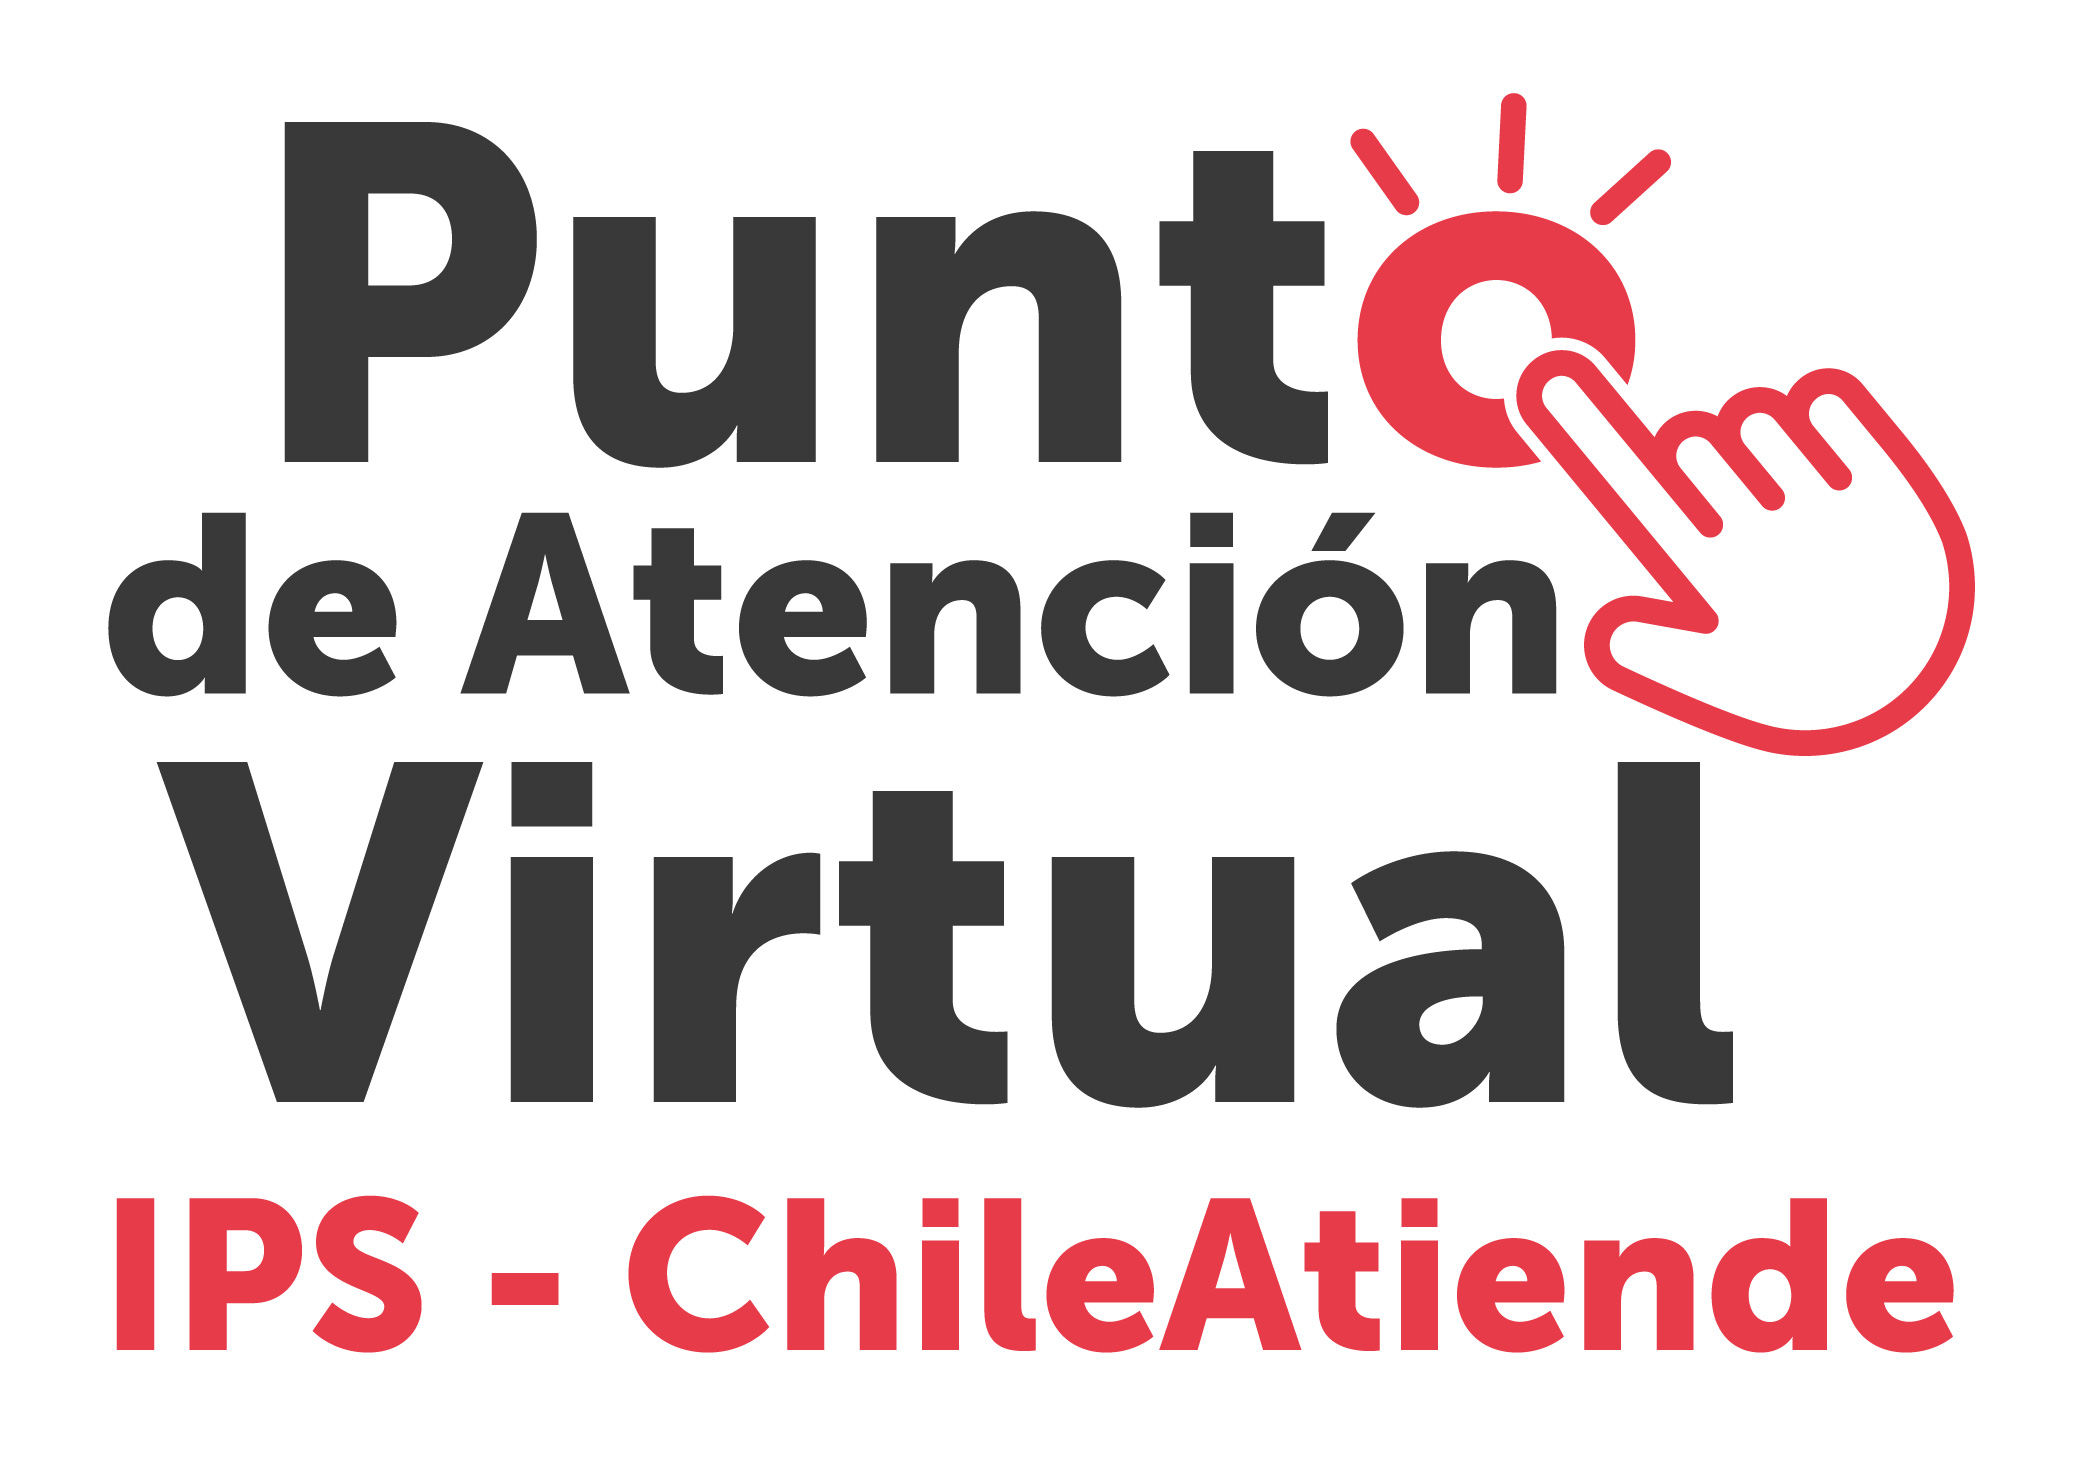 Punto
de Atención
Virtual
IPS - ChileAtiende